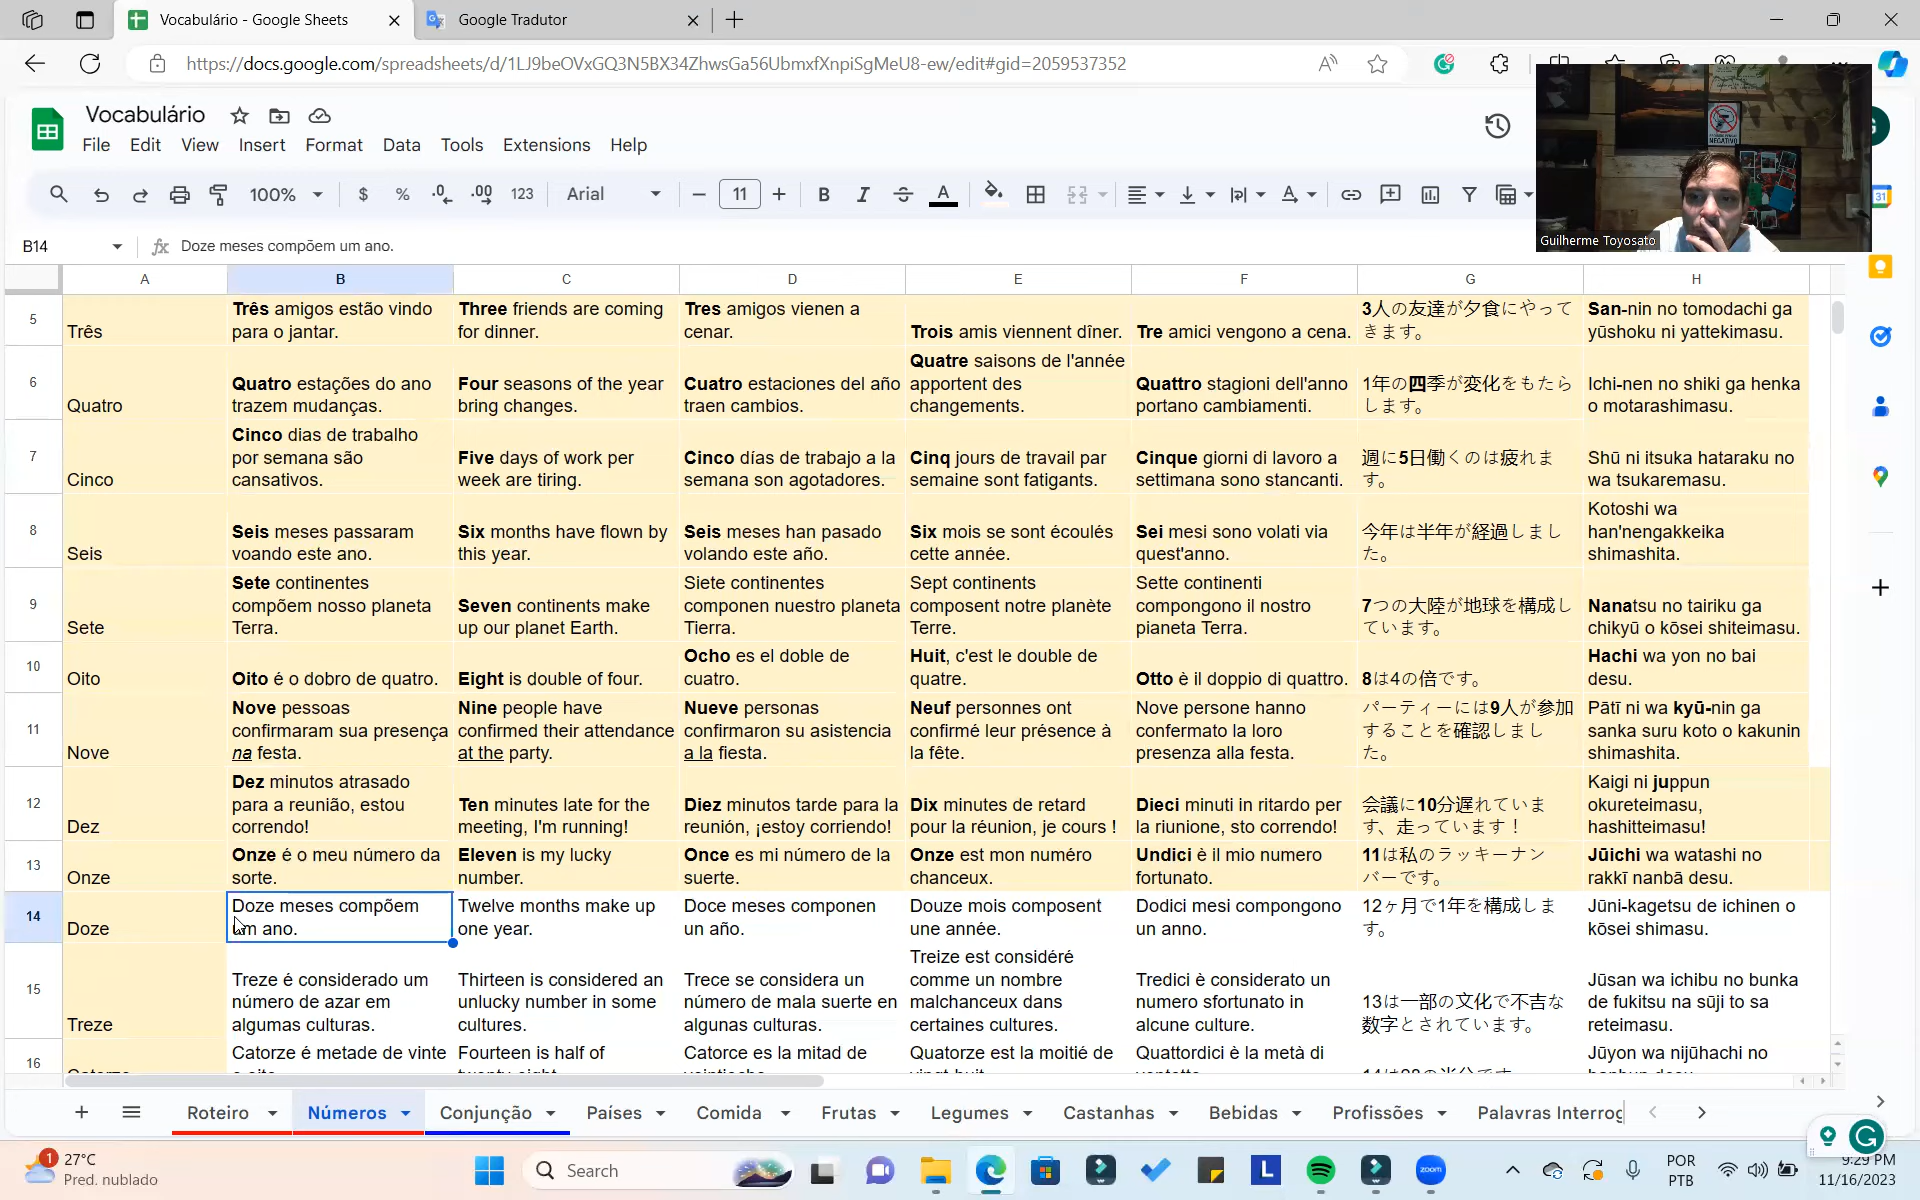 Vocabulário - Google Sheets
Google Tradutor
https://docs.google.com/spreadsheets/d/1LJ9beOVxGQ3N5BX34ZhwsGa56UbmxfXnpiSgMeU8-ew/edit#gid=2059537352
Vocabulário
File Edit View Insert Format Data Tools Extensions Help
100% $ % .0 .00 123 Arial 11 B I S A
Guilherme Toyosato
31
B14
fx Doze meses compõem um ano.
A B C D E F G H
5
Três
Três amigos estão vindo
para o jantar.
Three friends are coming
for dinner.
Tres amigos vienen a
cenar.
Trois amis viennent dîner.
Tre amici vengono a cena.
3人の友達が夕食にやって
きます。
San-nin no tomodachi ga
yūshoku ni yattekimasu.
6
Quatro
Quatro estações do ano
trazem mudanças.
Four seasons of the year
bring changes.
Cuatro estaciones del año
traen cambios.
Quatre saisons de l'année
apportent des
changements.
Quattro stagioni dell'anno
portano cambiamenti.
1年の四季が変化をもたら
します。
Ichi-nen no shiki ga henka
o motarashimasu.
7
Cinco
Cinco dias de trabalho
por semana são
cansativos.
Five days of work per
week are tiring.
Cinco días de trabajo a la
semana son agotadores.
Cinq jours de travail par
semaine sont fatigants.
Cinque giorni di lavoro a
settimana sono stancanti.
週に5日働くのは疲れま
す。
Shū ni itsuka hataraku no
wa tsukaremasu.
8
Seis
Seis meses passaram
voando este ano.
Six months have flown by
this year.
Seis meses han pasado
volando este año.
Six mois se sont écoulés
cette année.
Sei mesi sono volati via
quest'anno.
今年は半年が経過しまし
た。
Kotoshi wa
han'nengakkeika
shimashita.
9
Sete
Sete continentes
compõem nosso planeta
Terra.
Seven continents make
up our planet Earth.
Siete continentes
componen nuestro planeta
Tierra.
Sept continents
composent notre planète
Terre.
Sette continenti
compongono il nostro
pianeta Terra.
7つの大陸が地球を構成し
ています。
Nanatsu no tairiku ga
chikyū o kōsei shiteimasu.
10
Oito
Oito é o dobro de quatro.
Eight is double of four.
Ocho es el doble de
cuatro.
Huit, c'est le double de
quatre.
Otto è il doppio di quattro.
8は4の倍です。
Hachi wa yon no bai
desu.
11
Nove
Nove pessoas
confirmaram sua presença
na festa.
Nine people have
confirmed their attendance
at the party.
Nueve personas
confirmaron su asistencia
a la fiesta.
Neuf personnes ont
confirmé leur présence à
la fête.
Nove persone hanno
confermato la loro
presenza alla festa.
パーティーには9人が参加
することを確認しまし
た。
Pātī ni wa kyū-nin ga
sanka suru koto o kakunin
shimashita.
12
Dez
Dez minutos atrasado
para a reunião, estou
correndo!
Ten minutes late for the
meeting, I'm running!
Diez minutos tarde para la
reunión, ¡estoy corriendo!
Dix minutes de retard
pour la réunion, je cours !
Dieci minuti in ritardo per
la riunione, sto correndo!
会議に10分遅れていま
す、走っています！
Kaigi ni juppun
okureteimasu,
hashitteimasu!
13
Onze
Onze é o meu número da
sorte.
Eleven is my lucky
number.
Once es mi número de la
suerte.
Onze est mon numéro
chanceux.
Undici è il mio numero
fortunato.
11は私のラッキーナン
バーです。
Jūichi wa watashi no
rakkī nanbā desu.
14
Doze
Doze meses compõem
um ano.
Twelve months make up
one year.
Doce meses componen
un año.
Douze mois composent
une année.
Dodici mesi compongono
un anno.
12ヶ月で1年を構成しま
す。
Jūni-kagetsu de ichinen o
kōsei shimasu.
15
Treze
Treze é considerado um
número de azar em
algumas culturas.
Thirteen is considered an
unlucky number in some
cultures.
Trece se considera un
número de mala suerte en
algunas culturas.
Treize est considéré
comme un nombre
malchanceux dans
certaines cultures.
Tredici è considerato un
numero sfortunato in
alcune culture.
13は一部の文化で不吉な
数字とされています。
Jūsan wa ichibu no bunka
de fukitsu na sūji to sa
reteimasu.
16
Catorze é metade de vinte
Fourteen is half of
Catorce es la mitad de
Quatorze est la moitié de
Quattordici è la metà di
Jūyon wa nijūhachi no
Roteiro Números Conjunção Países Comida Frutas Legumes Castanhas Bebidas Profissões Palavras Interrog
1
27°C
Pred. nublado
Search
L
zoom
POR
PTB
9:29 PM
11/16/2023